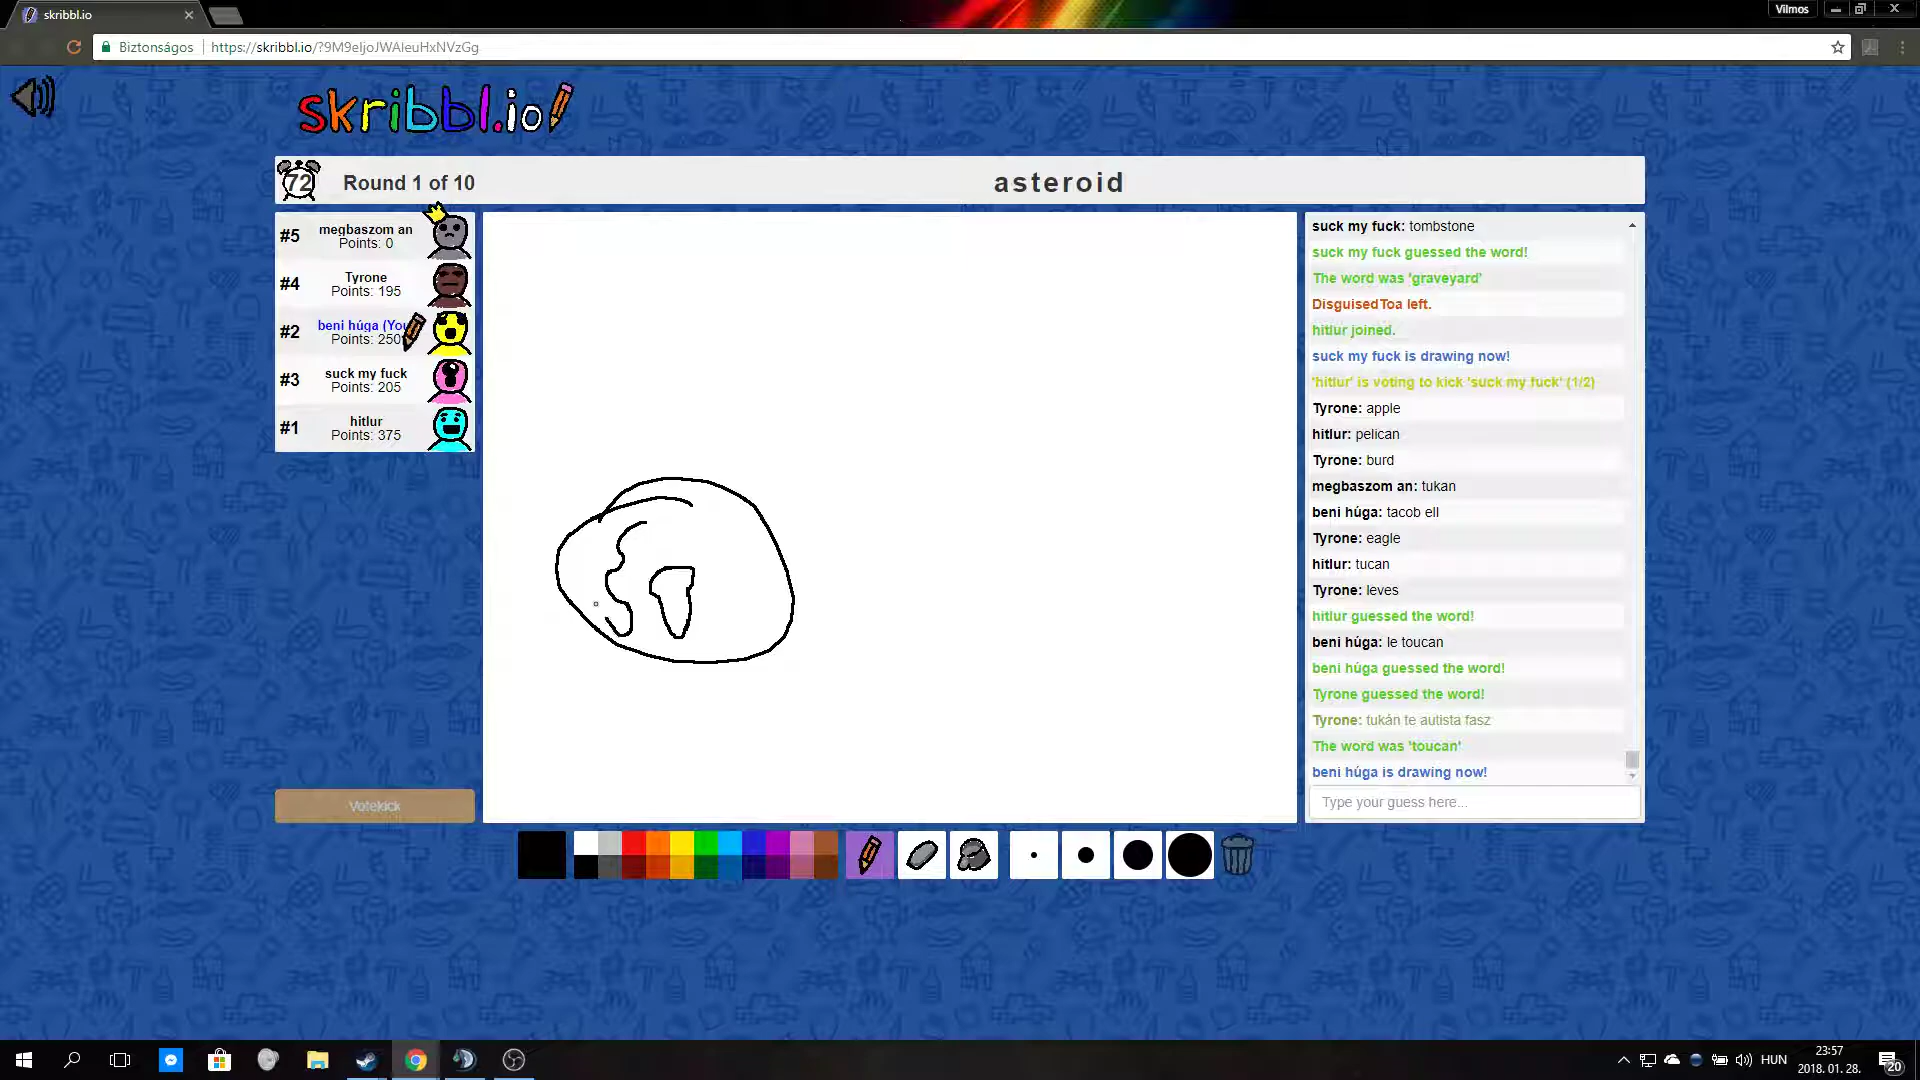 skribbl.io
Vilmos
Biztonságos
https://skribbl.io/?9M9eIjoJWAIeuHxNVzGg
skribbl.io
72
Round 1 of 10
asteroid
#5
megbaszom an
Points: 0
#4
Tyrone
Points: 195
#2
beni húga (You
Points: 250
#3
suck my fuck
Points: 205
#1
hitlur
Points: 375
Votekick
suck my fuck: tombstone
suck my fuck guessed the word!
The word was 'graveyard'
DisguisedToa left.
hitlur joined.
suck my fuck is drawing now!
'hitlur' is voting to kick 'suck my fuck' (1/2)
Tyrone: apple
hitlur: pelican
Tyrone: burd
megbaszom an: tukan
beni húga: tacob ell
Tyrone: eagle
hitlur: tucan
Tyrone: leves
hitlur guessed the word!
beni húga: le toucan
beni húga guessed the word!
Tyrone guessed the word!
Tyrone: tukán te autista fasz
The word was 'toucan'
beni húga is drawing now!
Type your guess here...
HUN
23:57
2018. 01. 28.
20